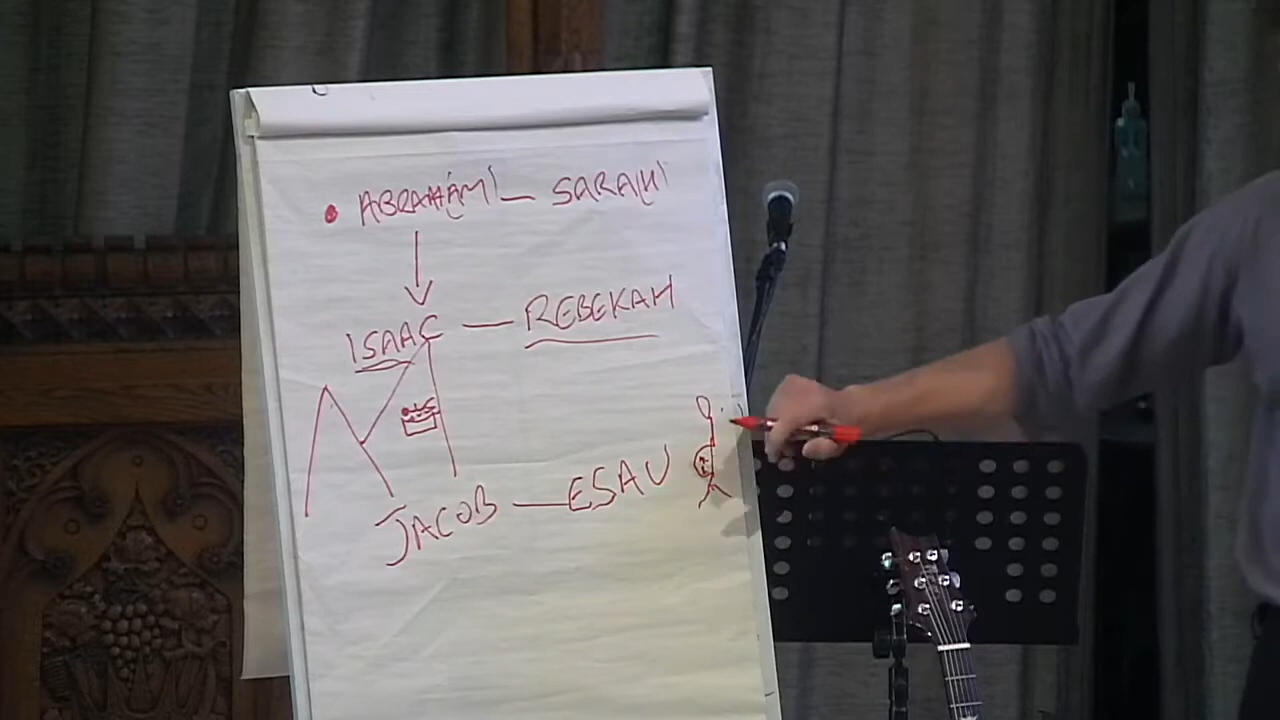 • ABRAHAM — SARAH
ISAAC — REBEKAH
JACOB — ESAU